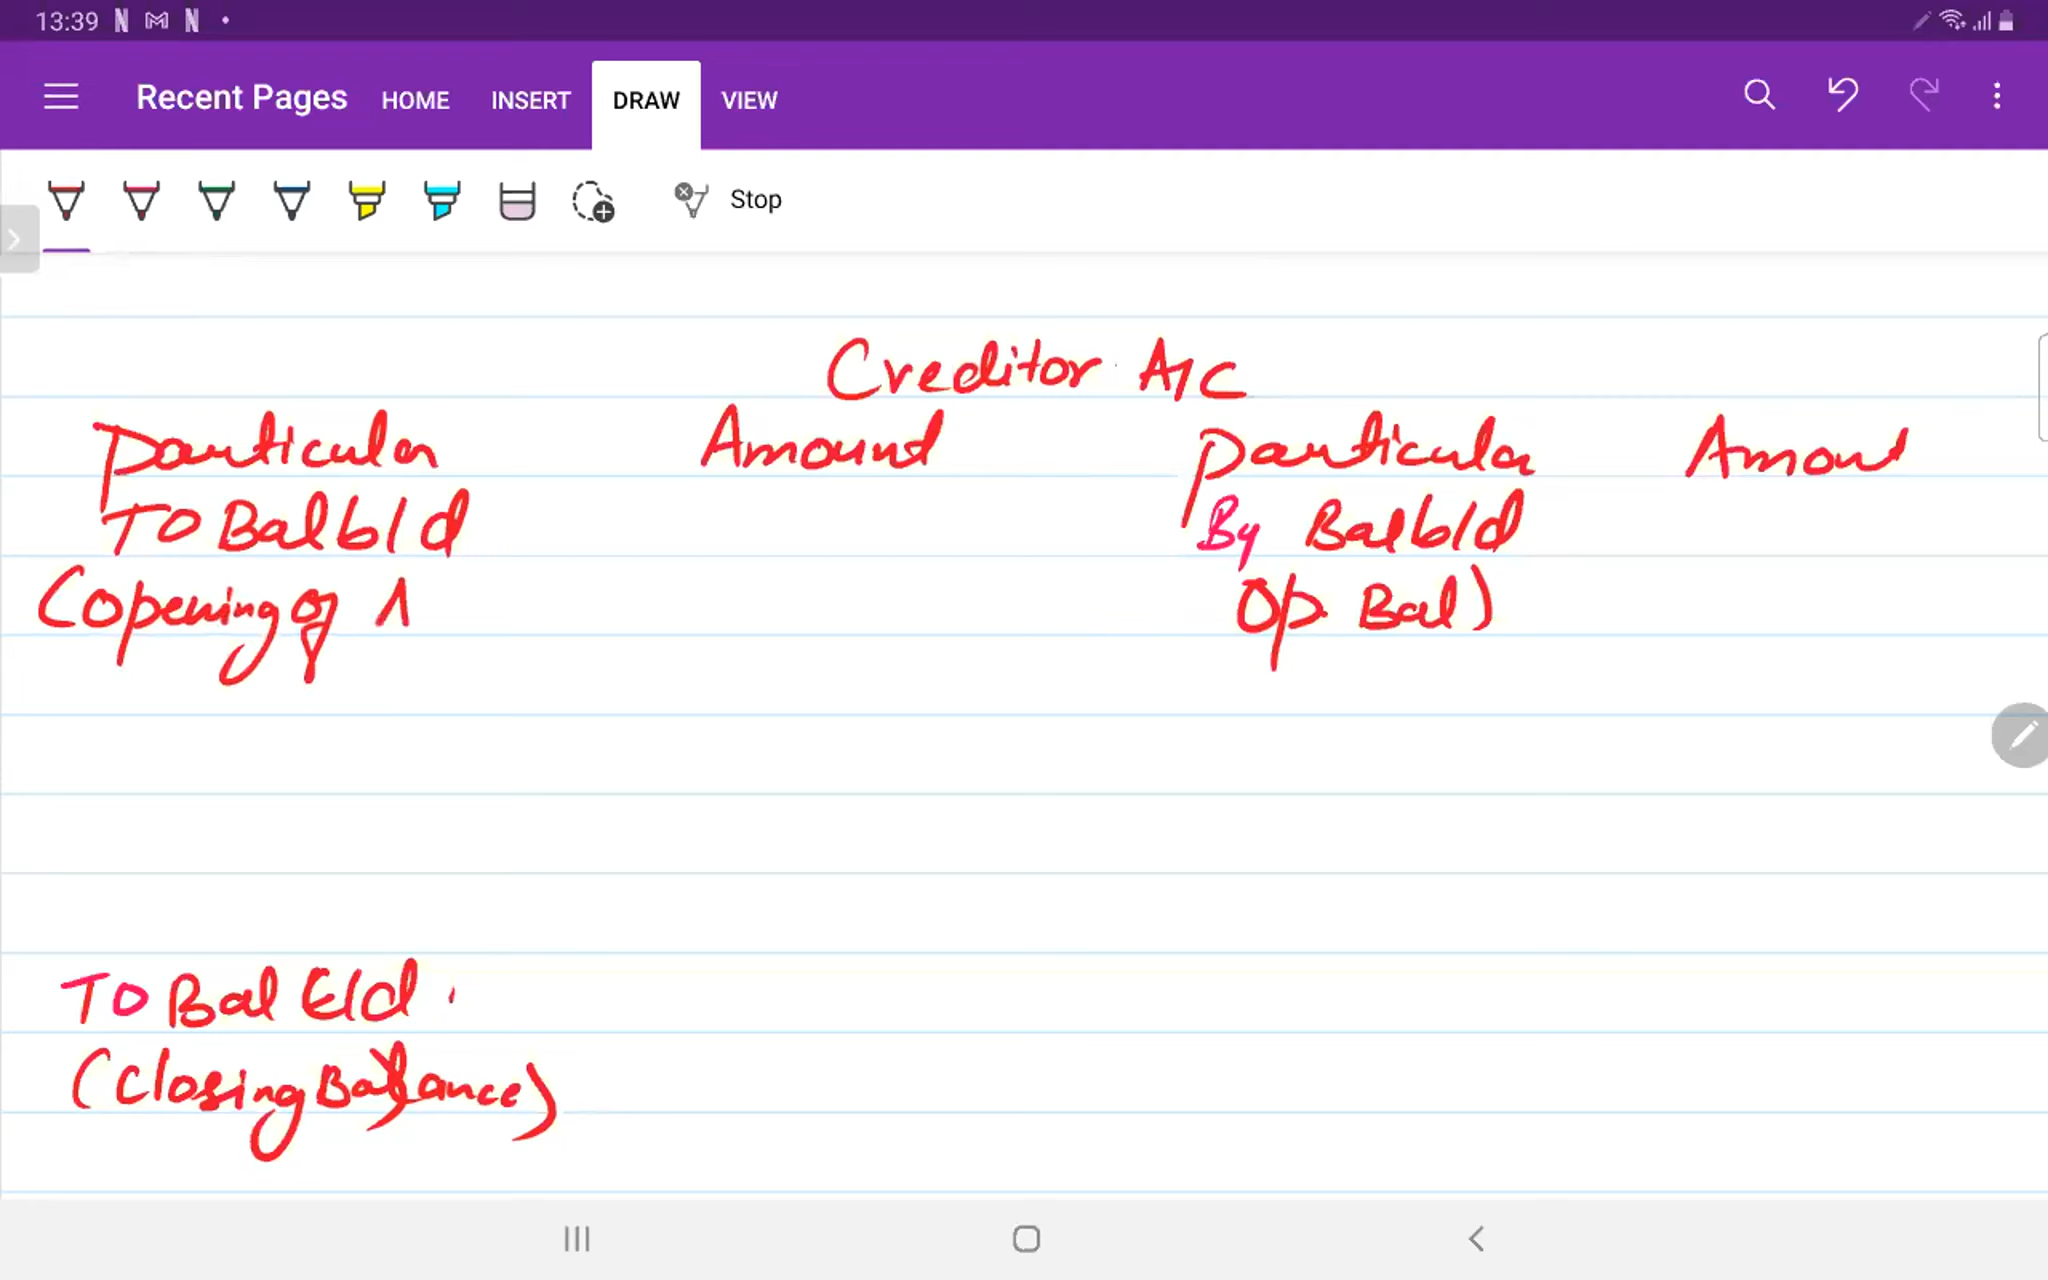 13:39
Recent Pages HOME INSERT DRAW VIEW
Stop
Creditor A/C
Particular Amount Particular Amount
To Bal b/d By Bal b/d
(opening of A Op. Bal)
To Bal C/d
(Closing Balance)